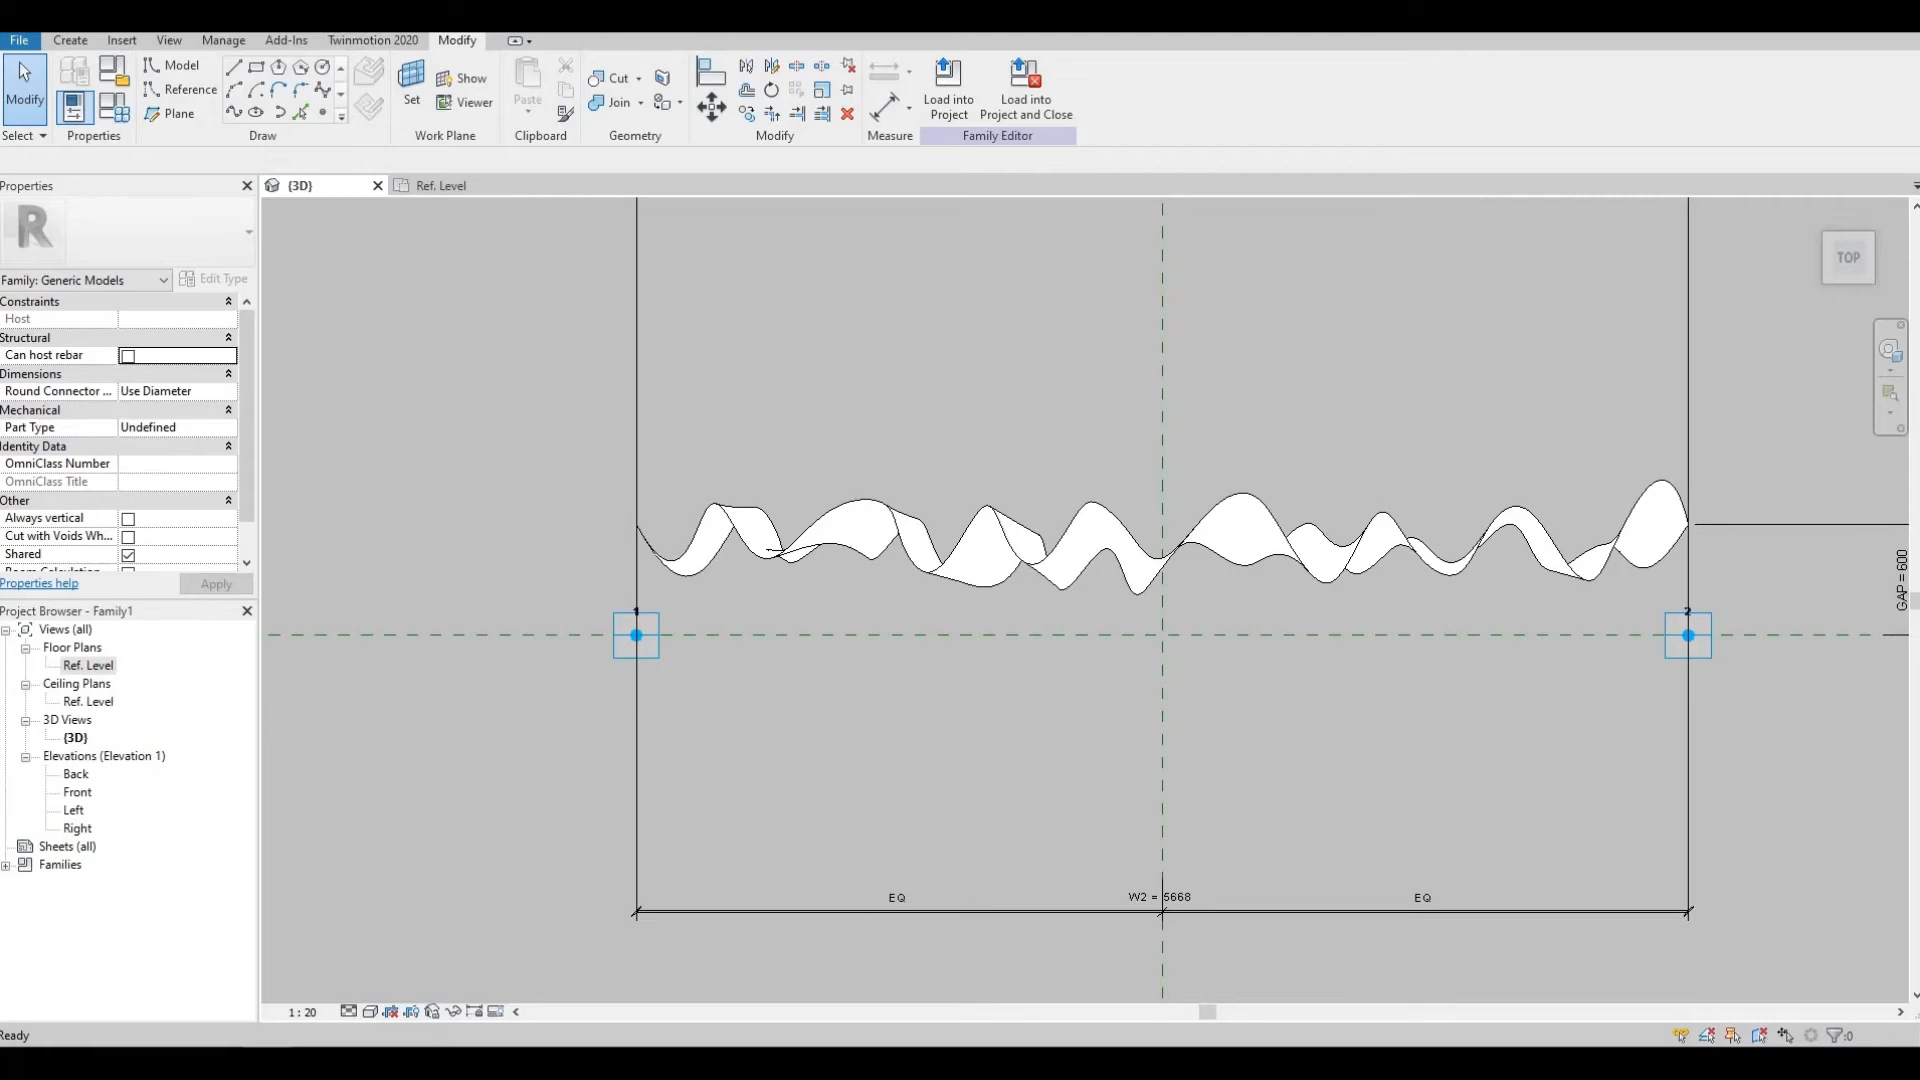 File Create Insert View Manage Add-Ins Twinmotion 2020 Modify
Modify
Select
Properties
Model
Reference
Plane
Draw
Set
Show
Viewer
Work Plane
Paste
Clipboard
Cut
Join
Geometry
Modify
Measure
Load into
Project
Load into
Project and Close
Family Editor
Properties
{3D}
Ref. Level
R
Family: Generic Models
Edit Type
Constraints
Host
Structural
Can host rebar
Dimensions
Round Connector ... Use Diameter
Mechanical
Part Type Undefined
Identity Data
OmniClass Number
OmniClass Title
Other
Always vertical
Cut with Voids Wh...
Shared
Properties help
Apply
Project Browser - Family1
Views (all)
Floor Plans
Ref. Level
Ceiling Plans
Ref. Level
3D Views
{3D}
Elevations (Elevation 1)
Back
Front
Left
Right
Sheets (all)
Families
TOP
1
2
GAP = 600
EQ
W2 = 5668
EQ
1 : 20
Ready
:0